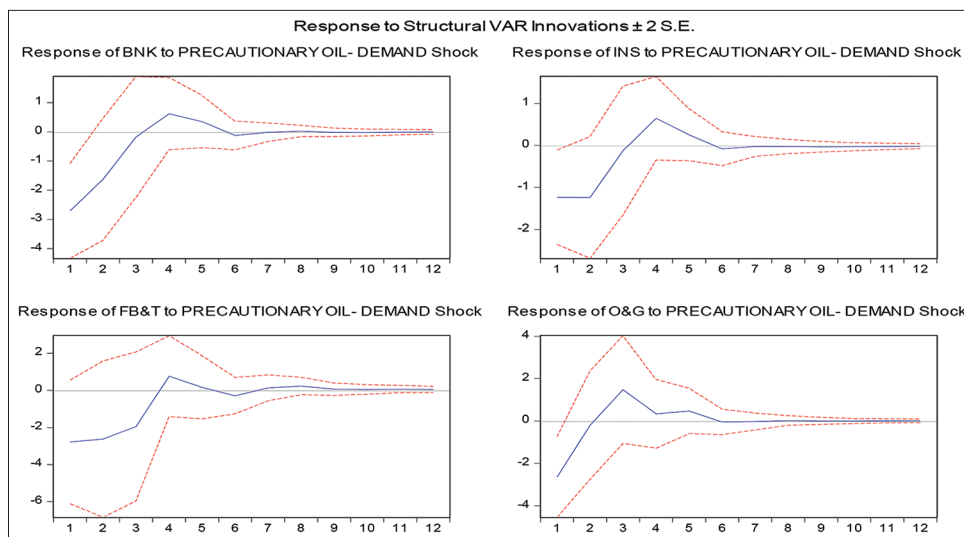 Response to Structural VAR Innovations ± 2 S.E.
Response of BNK to PRECAUTIONARY OIL- DEMAND Shock
1
0
-1
-2
-3
-4
1 2 3 4 5 6 7 8 9 10 11 12
Response of INS to PRECAUTIONARY OIL- DEMAND Shock
1
0
-1
-2
1 2 3 4 5 6 7 8 9 10 11 12
Response of FB&T to PRECAUTIONARY OIL- DEMAND Shock
2
0
-2
-4
-6
1 2 3 4 5 6 7 8 9 10 11 12
Response of O&G to PRECAUTIONARY OIL- DEMAND Shock
4
2
0
-2
-4
1 2 3 4 5 6 7 8 9 10 11 12